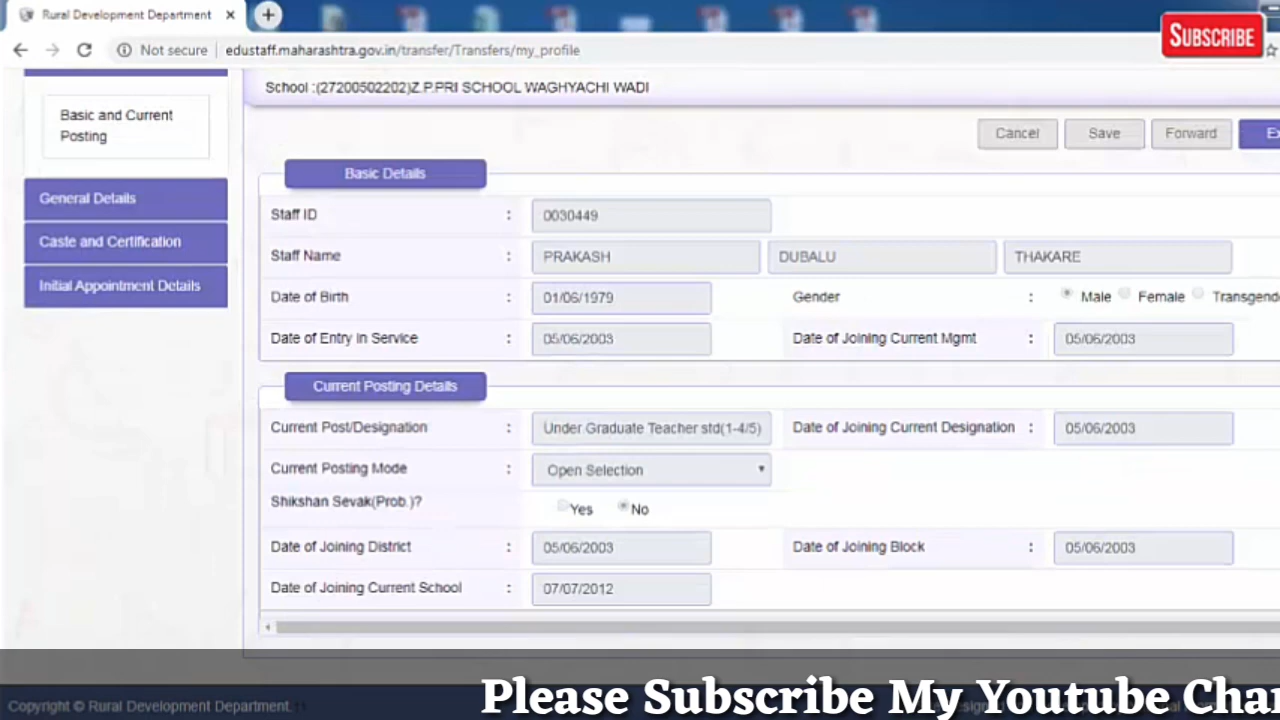 Rural Development Department
Not secure | edustaff.maharashtra.gov.in/transfer/Transfers/my_profile
SUBSCRIBE
School :(27200502202)Z.P.PRI SCHOOL WAGHYACHI WADI
Basic and Current
Posting
General Details
Caste and Certification
Initial Appointment Details
Cancel Save Forward
Basic Details
Staff ID : 0030449
Staff Name : PRAKASH DUBALU THAKARE
Date of Birth : 01/06/1979 Gender : Male Female Transgend
Date of Entry In Service : 05/06/2003 Date of Joining Current Mgmt : 05/06/2003
Current Posting Details
Current Post/Designation : Under Graduate Teacher std(1-4/5) Date of Joining Current Designation : 05/06/2003
Current Posting Mode : Open Selection
Shikshan Sevak(Prob.)? Yes No
Date of Joining District : 05/06/2003 Date of Joining Block : 05/06/2003
Date of Joining Current School : 07/07/2012
Please Subscribe My Youtube Cha
Copyright © Rural Development Department.